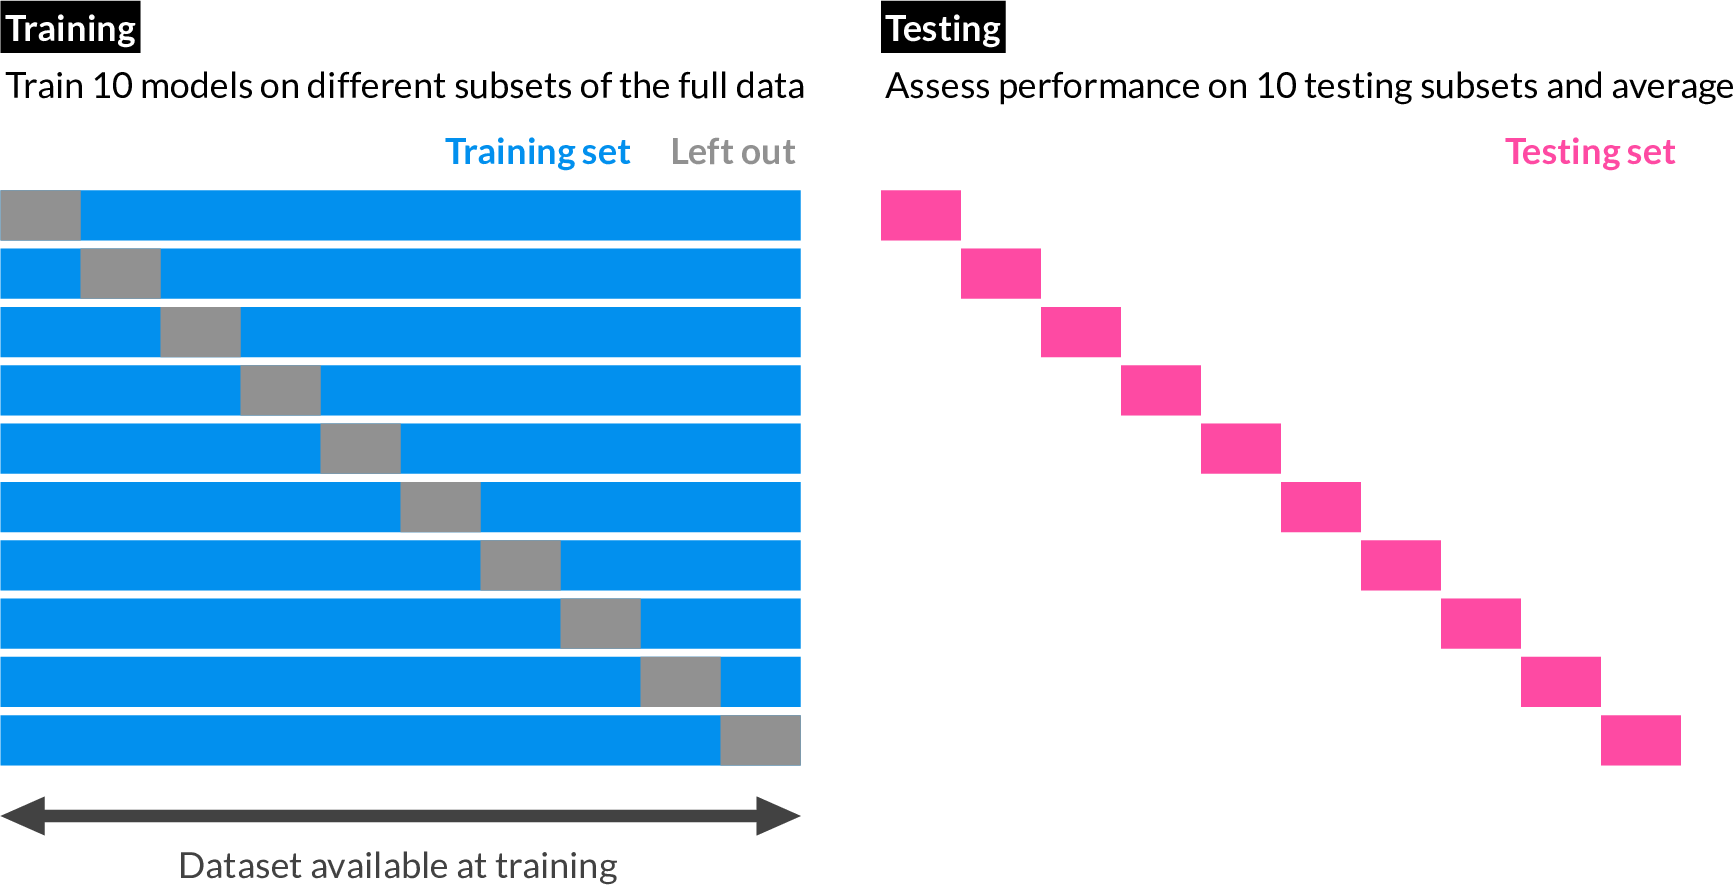 Training
Train 10 models on different subsets of the full data
Training set
Left out
Testing
Assess performance on 10 testing subsets and average
Testing set
Dataset available at training